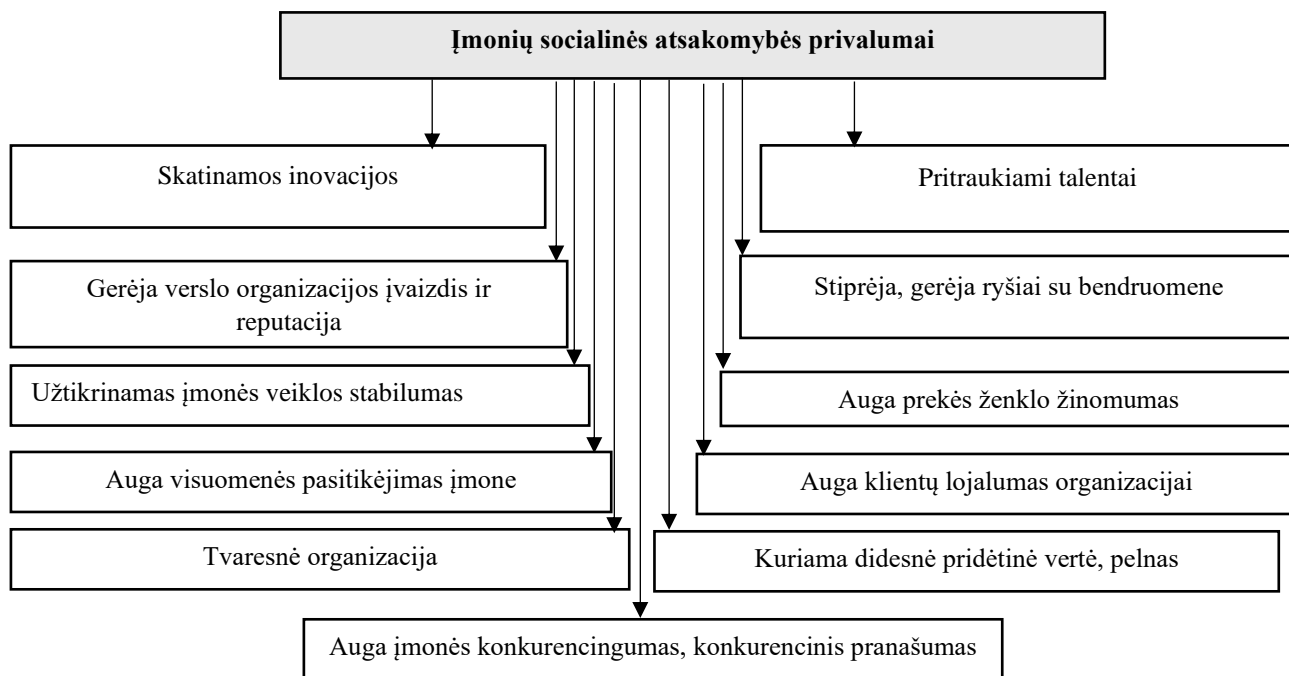 Įmonių socialinės atsakomybės privalumai
Skatinamos inovacijos
Pritraukiami talentai
Gerėja verslo organizacijos įvaizdis ir
reputacija
Stiprėja, gerėja ryšiai su bendruomene
Užtikrinamas įmonės veiklos stabilumas
Auga prekės ženklo žinomumas
Auga visuomenės pasitikėjimas įmone
Auga klientų lojalumas organizacijai
Tvaresnė organizacija
Kuriama didesnė pridėtinė vertė, pelnas
Auga įmonės konkurencingumas, konkurencinis pranašumas